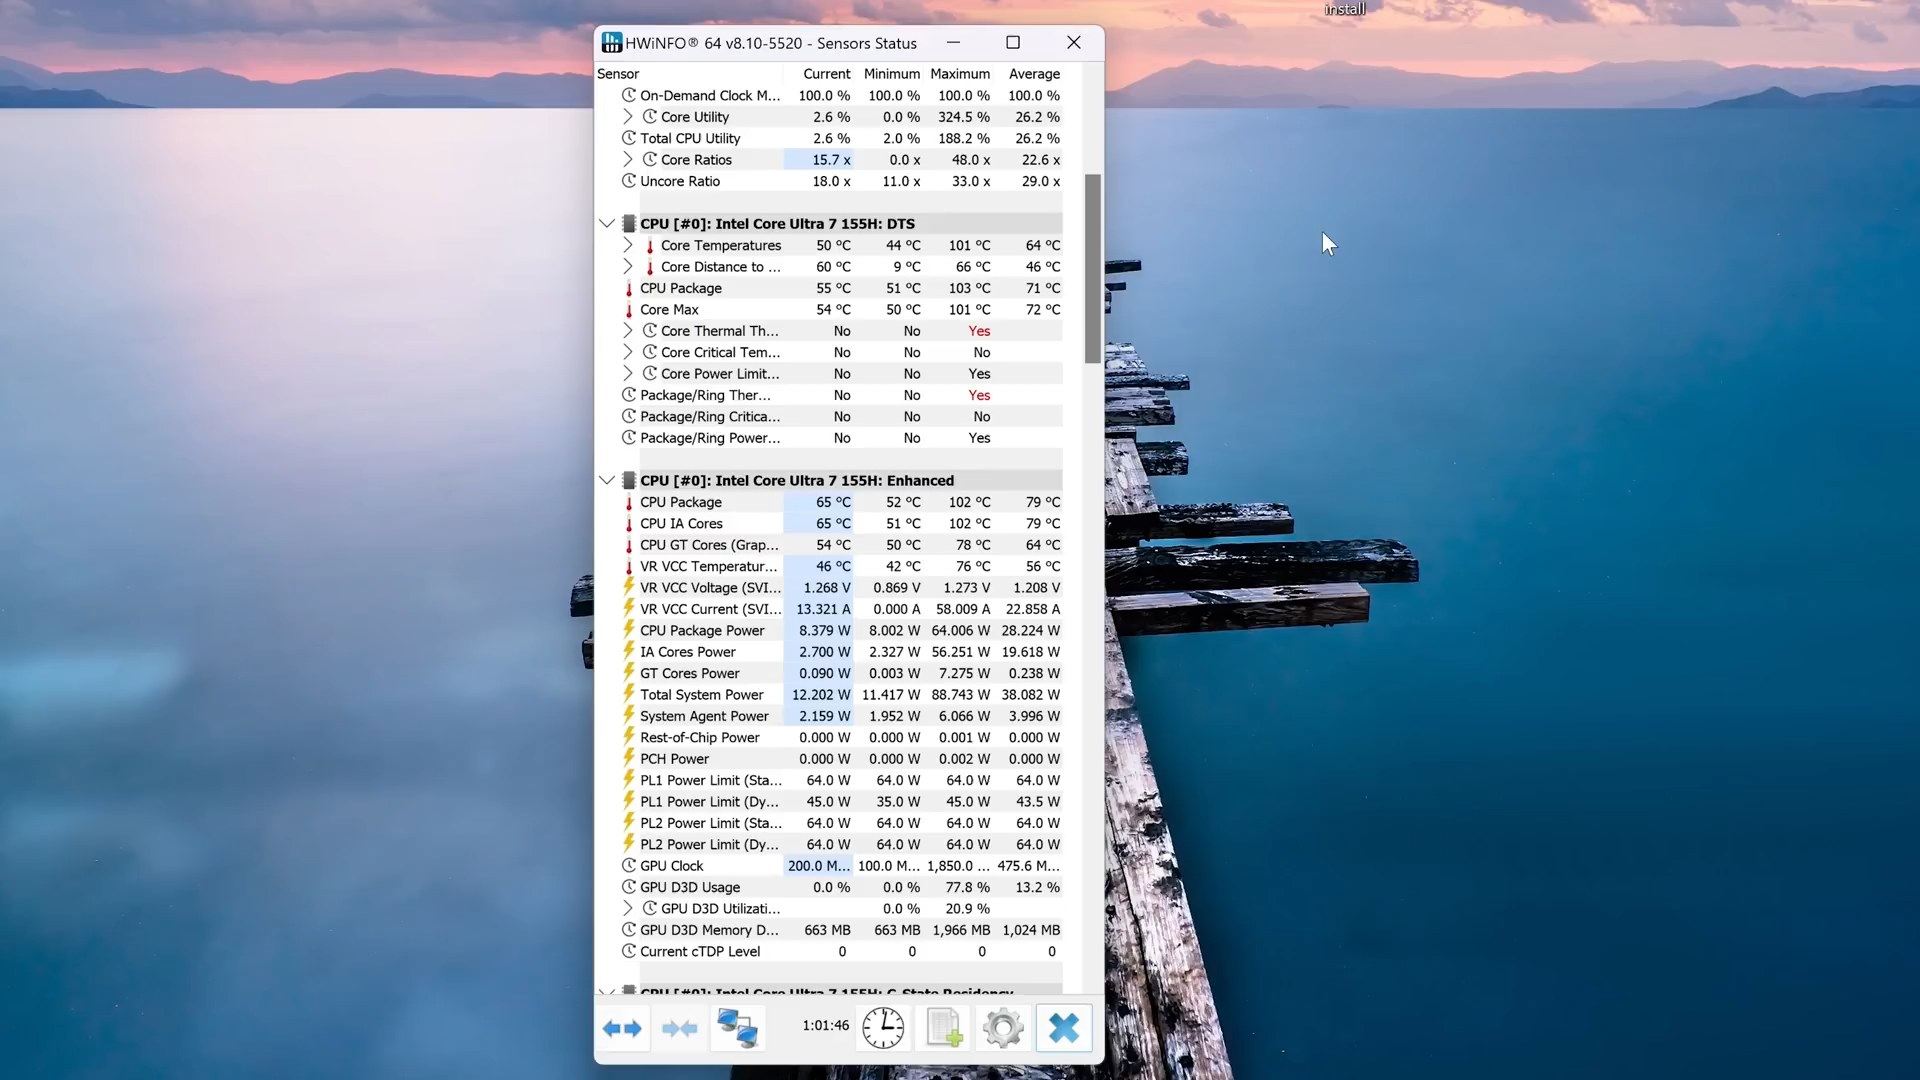 install
HWiNFO® 64 v8.10-5520 - Sensors Status
Sensor Current Minimum Maximum Average
On-Demand Clock M... 100.0 % 100.0 % 100.0 % 100.0 %
Core Utility 2.6 % 0.0 % 324.5 % 26.2 %
Total CPU Utility 2.6 % 2.0 % 188.2 % 26.2 %
Core Ratios 15.7 x 0.0 x 48.0 x 22.6 x
Uncore Ratio 18.0 x 11.0 x 33.0 x 29.0 x
CPU [#0]: Intel Core Ultra 7 155H: DTS
Core Temperatures 50 °C 44 °C 101 °C 64 °C
Core Distance to ... 60 °C 9 °C 66 °C 46 °C
CPU Package 55 °C 51 °C 103 °C 71 °C
Core Max 54 °C 50 °C 101 °C 72 °C
Core Thermal Th... No No Yes
Core Critical Tem... No No No
Core Power Limit... No No Yes
Package/Ring Ther... No No Yes
Package/Ring Critica... No No No
Package/Ring Power... No No Yes
CPU [#0]: Intel Core Ultra 7 155H: Enhanced
CPU Package 65 °C 52 °C 102 °C 79 °C
CPU IA Cores 65 °C 51 °C 102 °C 79 °C
CPU GT Cores (Grap... 54 °C 50 °C 78 °C 64 °C
VR VCC Temperatur... 46 °C 42 °C 76 °C 56 °C
VR VCC Voltage (SVI... 1.268 V 0.869 V 1.273 V 1.208 V
VR VCC Current (SVI... 13.321 A 0.000 A 58.009 A 22.858 A
CPU Package Power 8.379 W 8.002 W 64.006 W 28.224 W
IA Cores Power 2.700 W 2.327 W 56.251 W 19.618 W
GT Cores Power 0.090 W 0.003 W 7.275 W 0.238 W
Total System Power 12.202 W 11.417 W 88.743 W 38.082 W
System Agent Power 2.159 W 1.952 W 6.066 W 3.996 W
Rest-of-Chip Power 0.000 W 0.000 W 0.001 W 0.000 W
PCH Power 0.000 W 0.000 W 0.002 W 0.000 W
PL1 Power Limit (Sta... 64.0 W 64.0 W 64.0 W 64.0 W
PL1 Power Limit (Dy... 45.0 W 35.0 W 45.0 W 43.5 W
PL2 Power Limit (Sta... 64.0 W 64.0 W 64.0 W 64.0 W
PL2 Power Limit (Dy... 64.0 W 64.0 W 64.0 W 64.0 W
GPU Clock 200.0 M... 100.0 M... 1,850.0 ... 475.6 M...
GPU D3D Usage 0.0 % 0.0 % 77.8 % 13.2 %
GPU D3D Utilizati... 0.0 % 20.9 %
GPU D3D Memory D... 663 MB 663 MB 1,966 MB 1,024 MB
Current cTDP Level 0 0 0 0
CPU [#0]: Intel Core Ultra 7 155H: C-State Residency
1:01:46